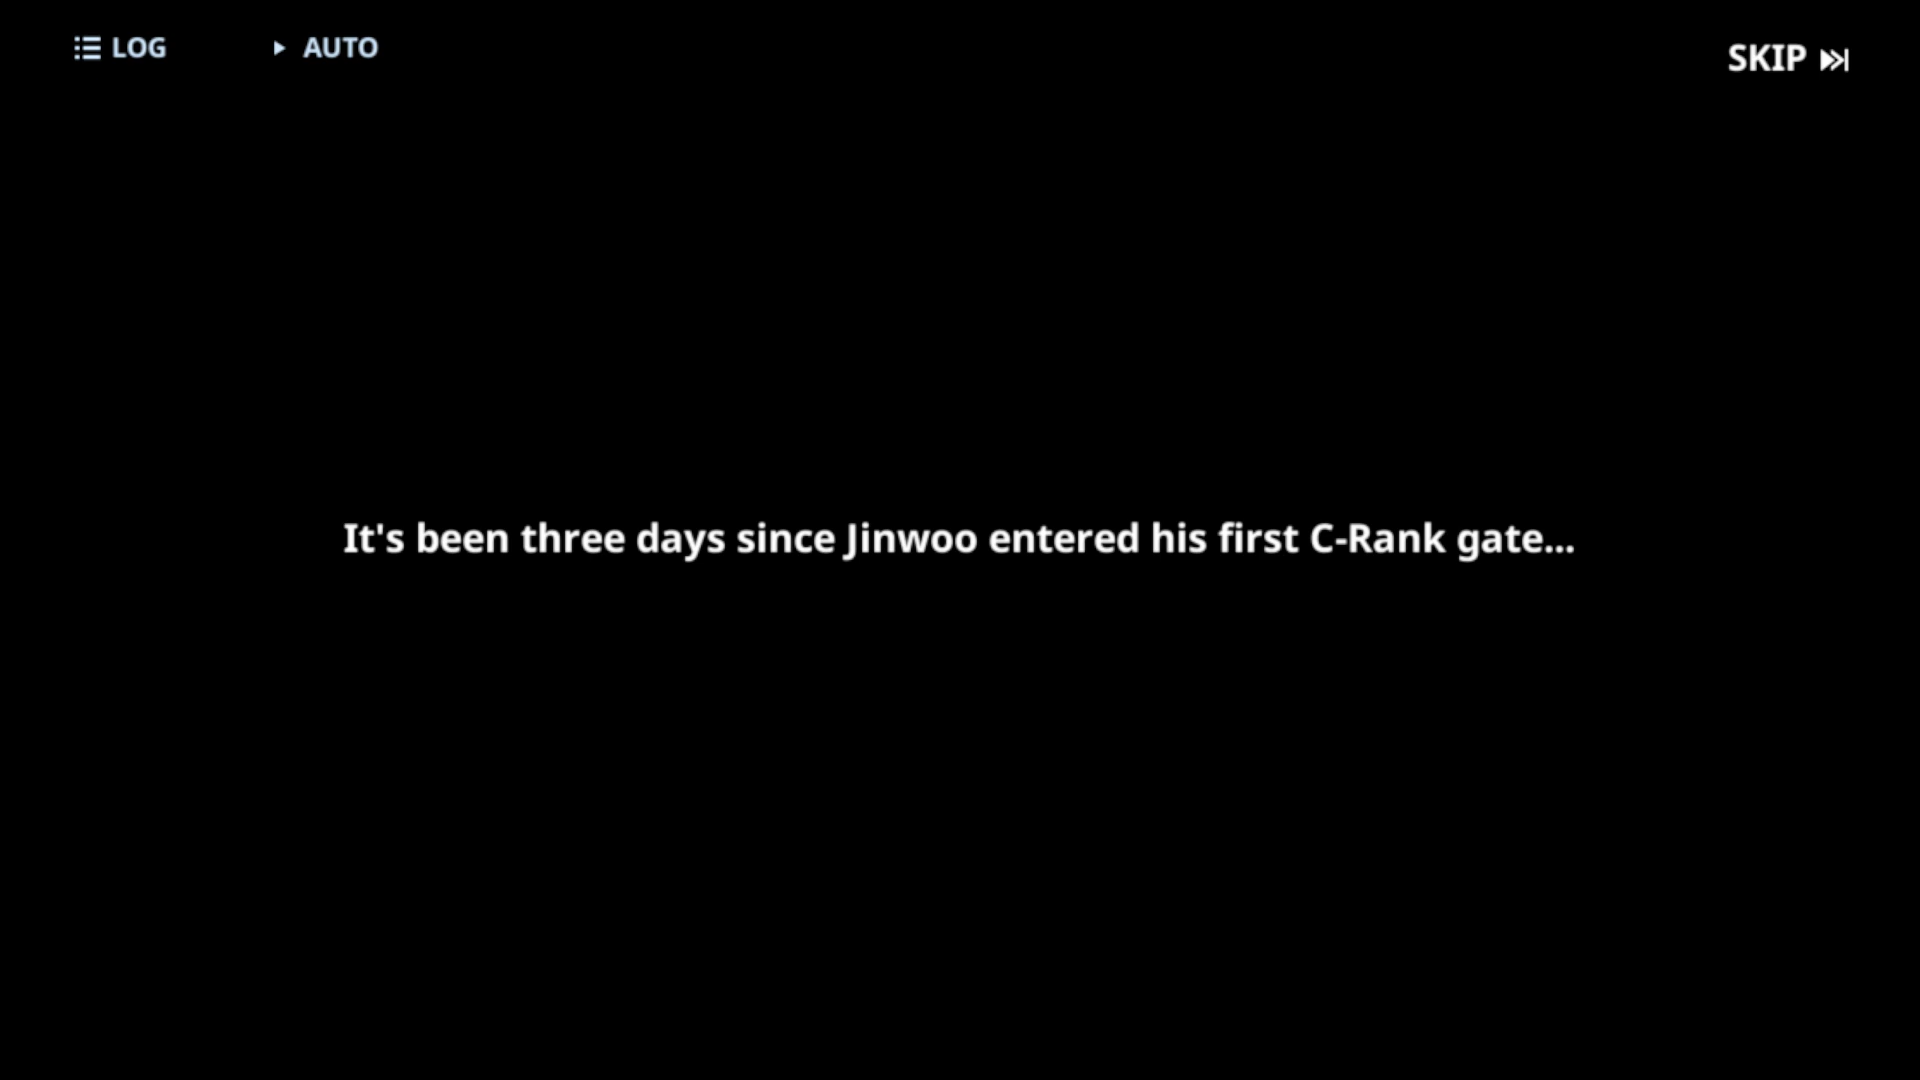 LOG
AUTO
SKIP
It's been three days since Jinwoo entered his first C-Rank gate...